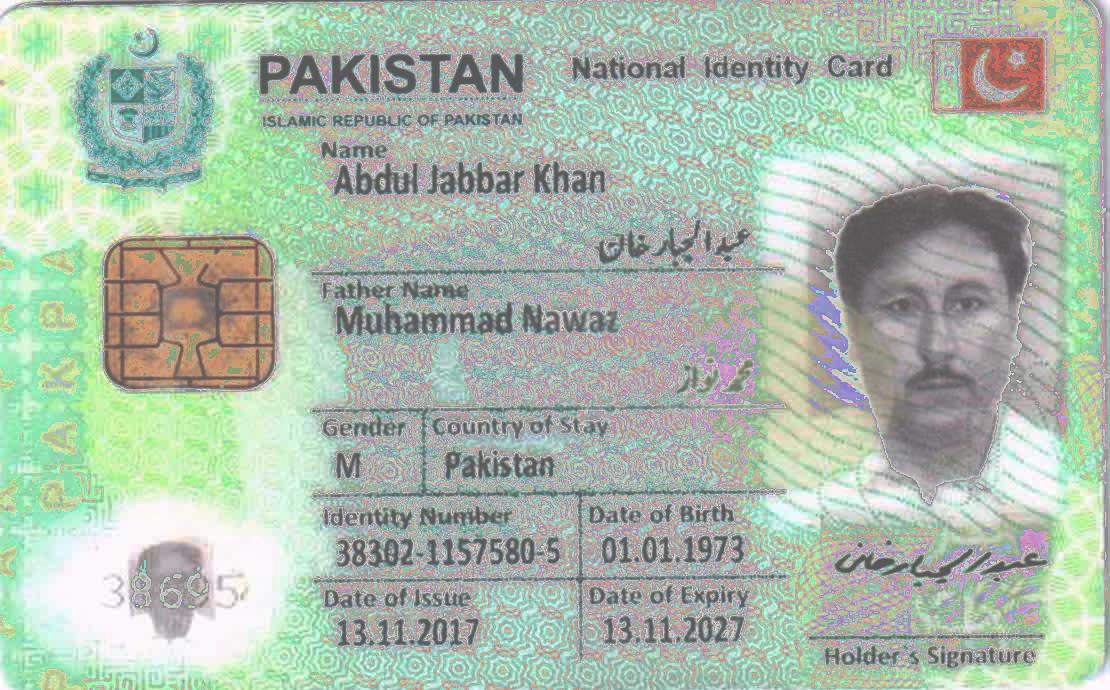 PAKISTAN National Identity Card
ISLAMIC REPUBLIC OF PAKISTAN
Name
Abdul Jabbar Khan
عبدالجبار خان
Father Name
Muhammad Nawaz
محمد نواز
Gender Country of Stay
M Pakistan
Identity Number Date of Birth
38302-1157580-5 01.01.1973
Date of Issue Date of Expiry
13.11.2017 13.11.2027
38695
عبدالجبار خان
Holder's Signature
PAKPA